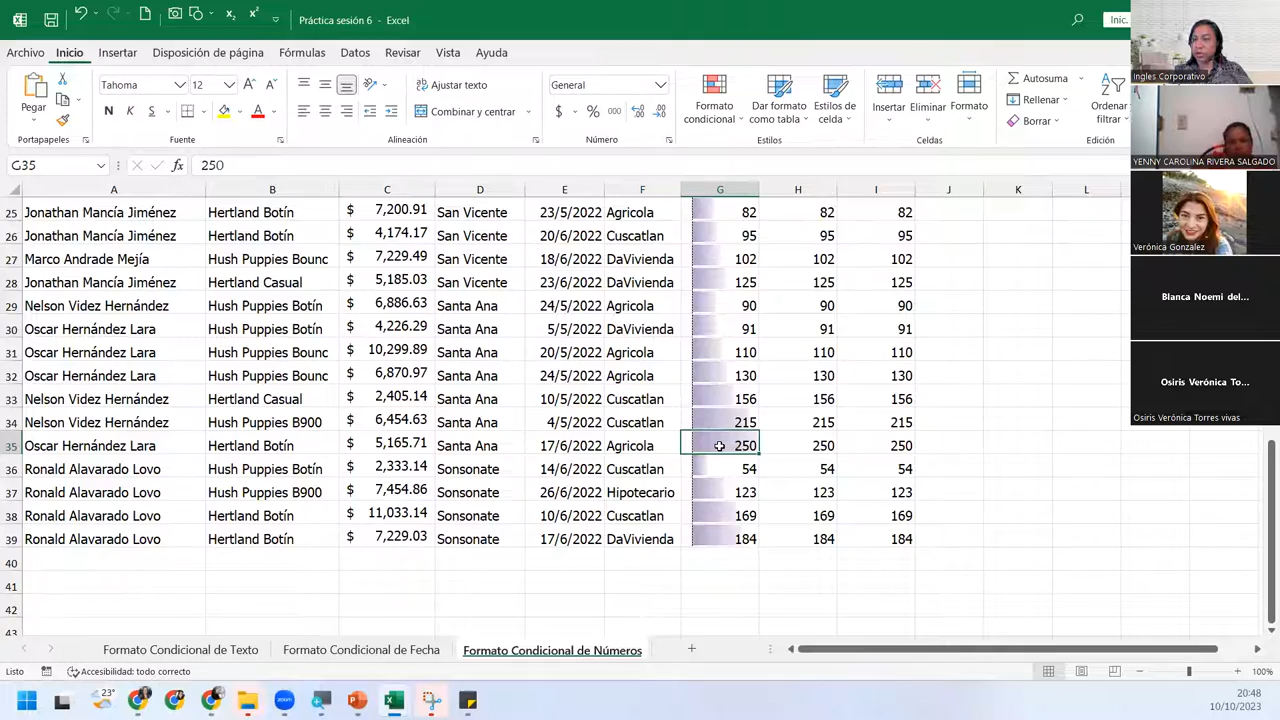 Práctica sesión 6 - Excel
Inic.
Archivo Inicio Insertar Disposición de página Fórmulas Datos Revisar Vista Ayuda
Pegar
Tahoma 12
N K S
Combinar y centrar
General
$ % 000
Formato condicional
Dar formato como tabla
Estilos de celda
Insertar
Eliminar
Formato
Autosuma
Rellenar
Borrar
Ordenar
filtrar
Portapapeles Fuente Alineación Número Estilos Celdas Edición
G35 fx 250
A B C D E F G H I J K L
25 Jonathan Mancía Jiménez Hertland Botín $ 7,200.91 Can Vicente 23/5/2022 Agricola 82 82 82
26 Jonathan Mancía Jiménez Hertland Botín $ 4,174.17 San Vicente 20/6/2022 Cuscatlan 95 95 95
27 Marco Andrade Mejía Hush Puppies Bounc $ 7,229.48 San Vicente 18/6/2022 DaVivienda 102 102 102
28 Jonathan Mancía Jiménez Hertland Casual $ 5,185.03 San Vicente 23/6/2022 DaVivienda 125 125 125
29 Nelson Videz Hernández Hush Puppies Botín $ 6,886.63 Santa Ana 24/5/2022 Agricola 90 90 90
30 Oscar Hernández Lara Hush Puppies Botín $ 4,226.29 Santa Ana 5/5/2022 DaVivienda 91 91 91
31 Oscar Hernández Lara Hush Puppies Bounc $ 10,299.88 Santa Ana 20/5/2022 Agricola 110 110 110
32 Oscar Hernández Lara Hush Puppies Bounc $ 6,870.97 Santa Ana 24/5/2022 Agricola 130 130 130
33 Nelson Videz Hernández Hertland Casual $ 2,405.14 Santa Ana 10/5/2022 Cuscatlan 156 156 156
34 Nelson Videz Hernández Hush Puppies B900 $ 6,454.63 Santa Ana 27/5/2022 Cuscatlan 215 215 215
35 Oscar Hernández Lara Hertland Botín $ 5,165.71 Santa Ana 7/7/2022 Agricola 250 250 250
36 Ronald Alavarado Lovo Hertland Botín $ 2,333.14 Sonsonate 14/6/2022 Cuscatlan 54 54 54
37 Ronald Alavarado Lovo Hush Puppies B900 $ 7,454.86 Sonsonate 26/6/2022 Hipotecario 123 123 123
38 Ronald Alavarado Lovo Hertland Botín $ 11,033.14 Sonsonate 10/6/2022 Cuscatlan 169 169 169
39 Ronald Alavarado Lovo Hertland Botín $ 7,229.03 Sonsonate 17/6/2022 DaVivienda 184 184 184
40
41
42
43
Formato Condicional de Texto Formato Condicional de Fecha Formato Condicional de Números
Listo Accesibilidad: todo correcto 100%
23°
zoom
20:48
10/10/2023
Ingles Corporativo
YENNY CAROLINA RIVERA SALGADO
Verónica Gonzalez
Blanca Noemi del...
Osiris Verónica To...
Osiris Verónica Torres vivas